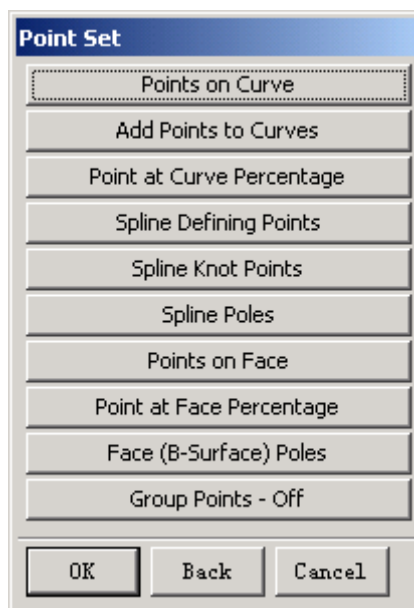 Point Set
Points on Curve
Add Points to Curves
Point at Curve Percentage
Spline Defining Points
Spline Knot Points
Spline Poles
Points on Face
Point at Face Percentage
Face (B-Surface) Poles
Group Points - Off
OK Back Cancel